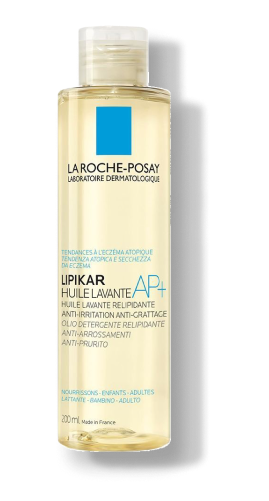 LA ROCHE-POSAY
LABORATOIRE DERMATOLOGIQUE
TENDANCES À L'ECZÉMA ATOPIQUE
TENDENZA ATOPICA E SECCHEZZA
DA ECZEMA
LIPIKAR
HUILE LAVANTE AP+
HUILE LAVANTE RELIPIDANTE
ANTI-IRRITATION ANTI-GRATTAGE
OLIO DETERGENTE RELIPIDANTE
ANTI-ARROSSAMENTI
ANTI-PRURITO
NOURRISSONS - ENFANTS - ADULTES
LATTANTE - BAMBINO - ADULTO
200 mL Made in France